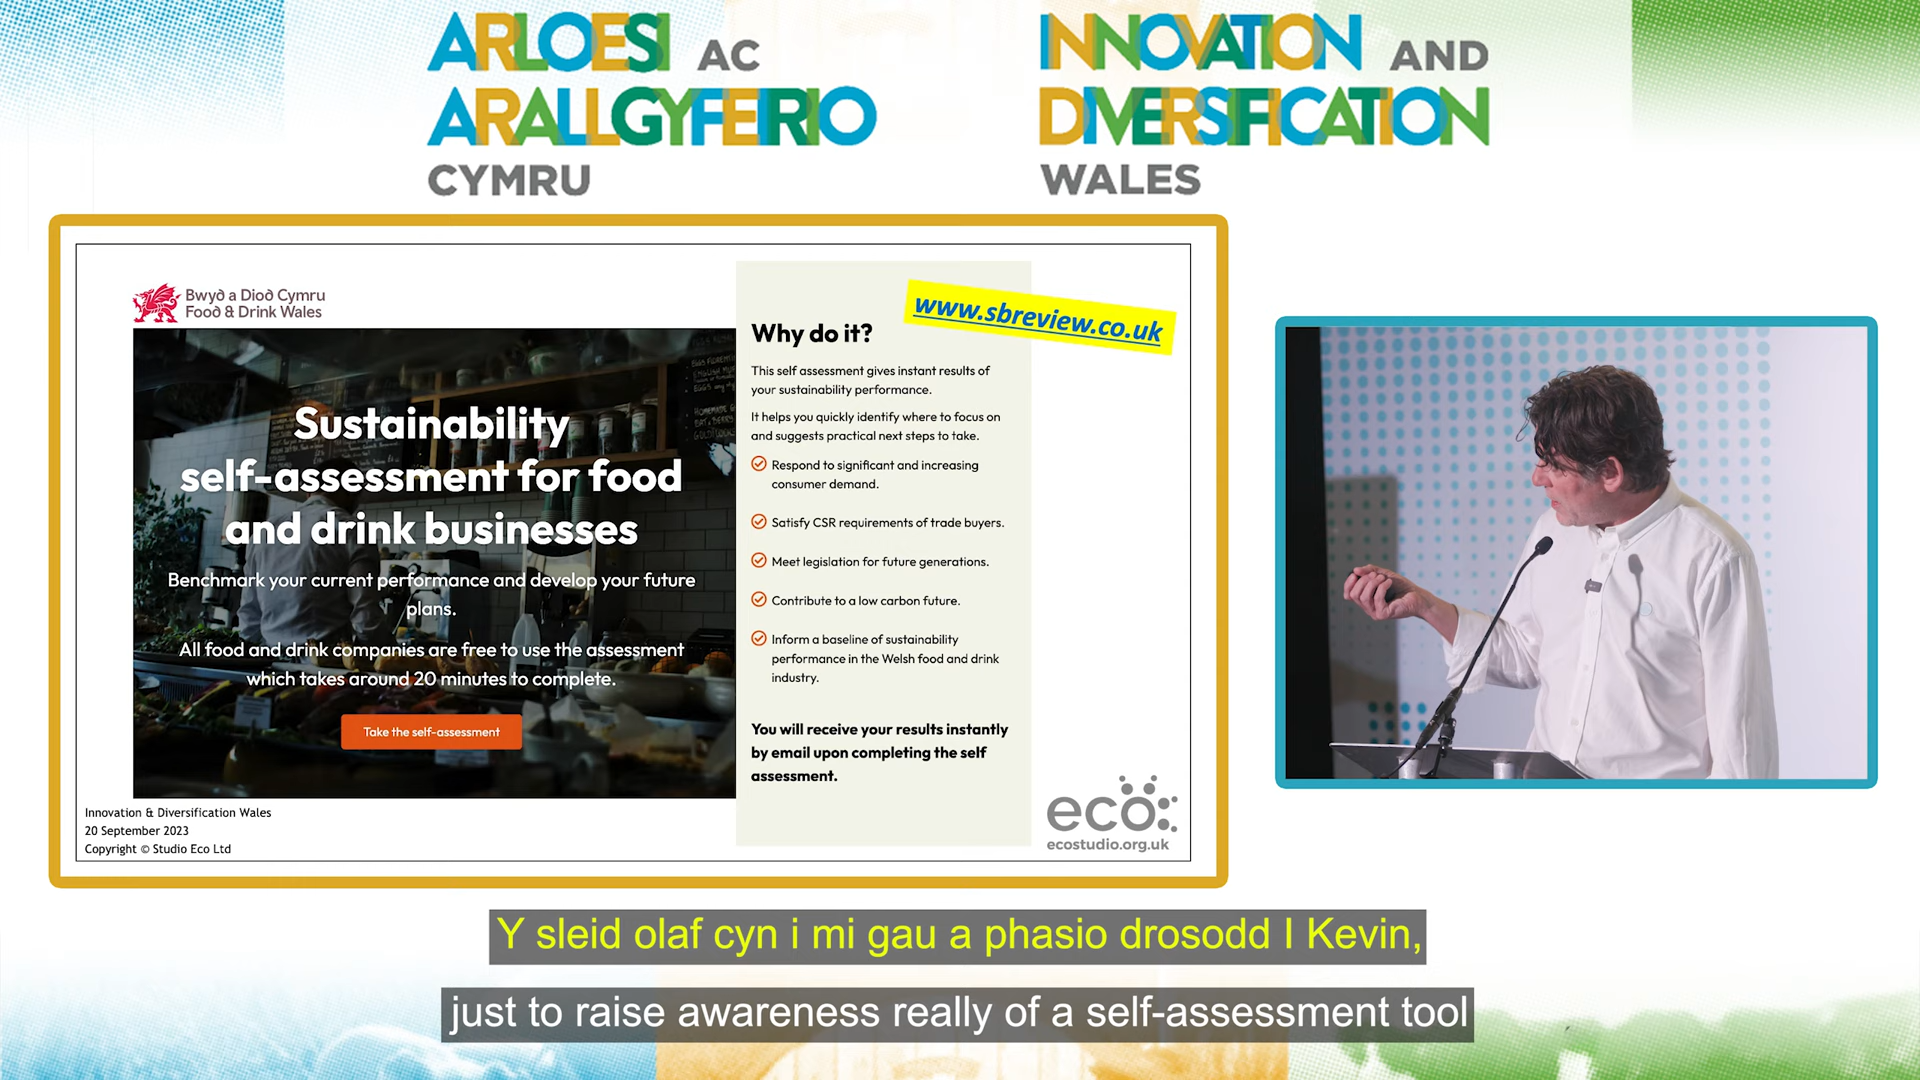 ARLOESI AC
ARALLGYFEIRIO
CYMRU
INNOVATION AND
DIVERSIFICATION
WALES
Bwyd a Diod Cymru
Food & Drink Wales
Sustainability
self-assessment for food
and drink businesses
Benchmark your current performance and develop your future
plans.
All food and drink companies are free to use the assessment
which takes around 20 minutes to complete.
Take the self-assessment
www.sbreview.co.uk
Why do it?
This self assessment gives instant results of
your sustainability performance.
It helps you quickly identify where to focus on
and suggests practical next steps to take.
Respond to significant and increasing
consumer demand.
Satisfy CSR requirements of trade buyers.
Meet legislation for future generations.
Contribute to a low carbon future.
Inform a baseline of sustainability
performance in the Welsh food and drink
industry.
You will receive your results instantly
by email upon completing the self
assessment.
Innovation & Diversification Wales
20 September 2023
Copyright © Studio Eco Ltd
eco
ecostudio.org.uk
Y sleid olaf cyn i mi gau a phasio drosodd I Kevin,
just to raise awareness really of a self-assessment tool